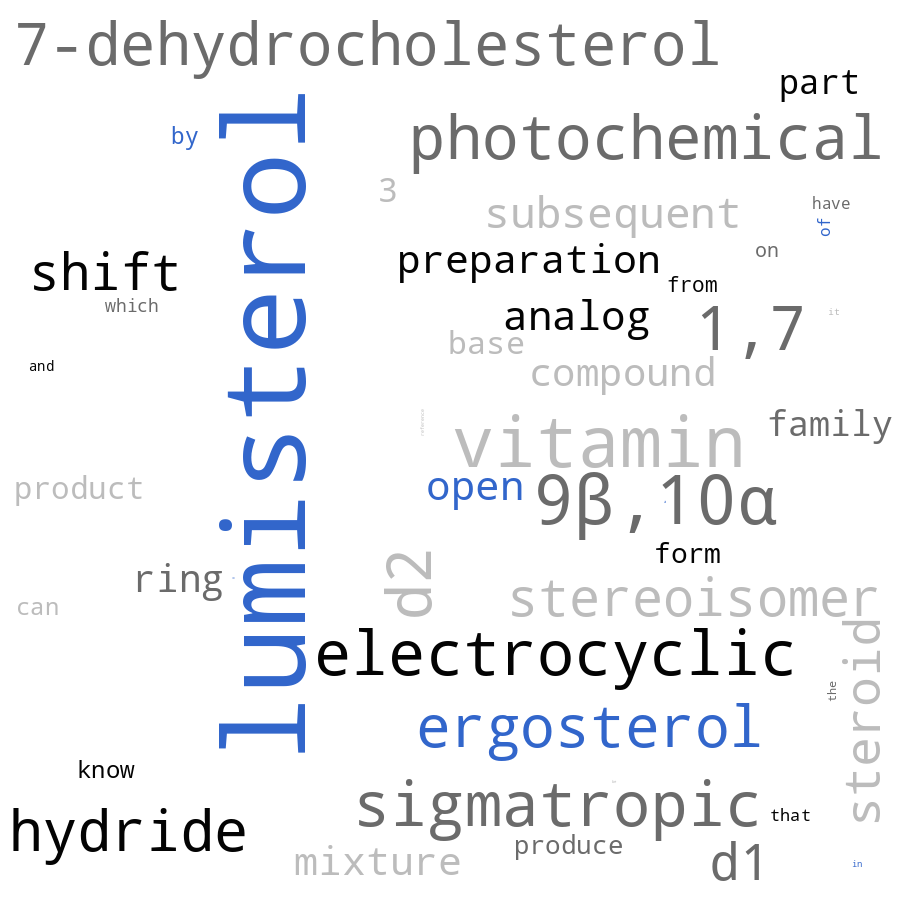 7-dehydrocholesterol
part
by
lumisterol
photochemical
3
subsequent
have
of
shift
preparation
on
from
which
analog
1,7
it
base
and
compound
family
vitamin
open
9β,10α
product
form
d2
ring
can
stereoisomer
electrocyclic
steroid
the
ergosterol
know
hydride
sigmatropic
that
produce
mixture
d1
in